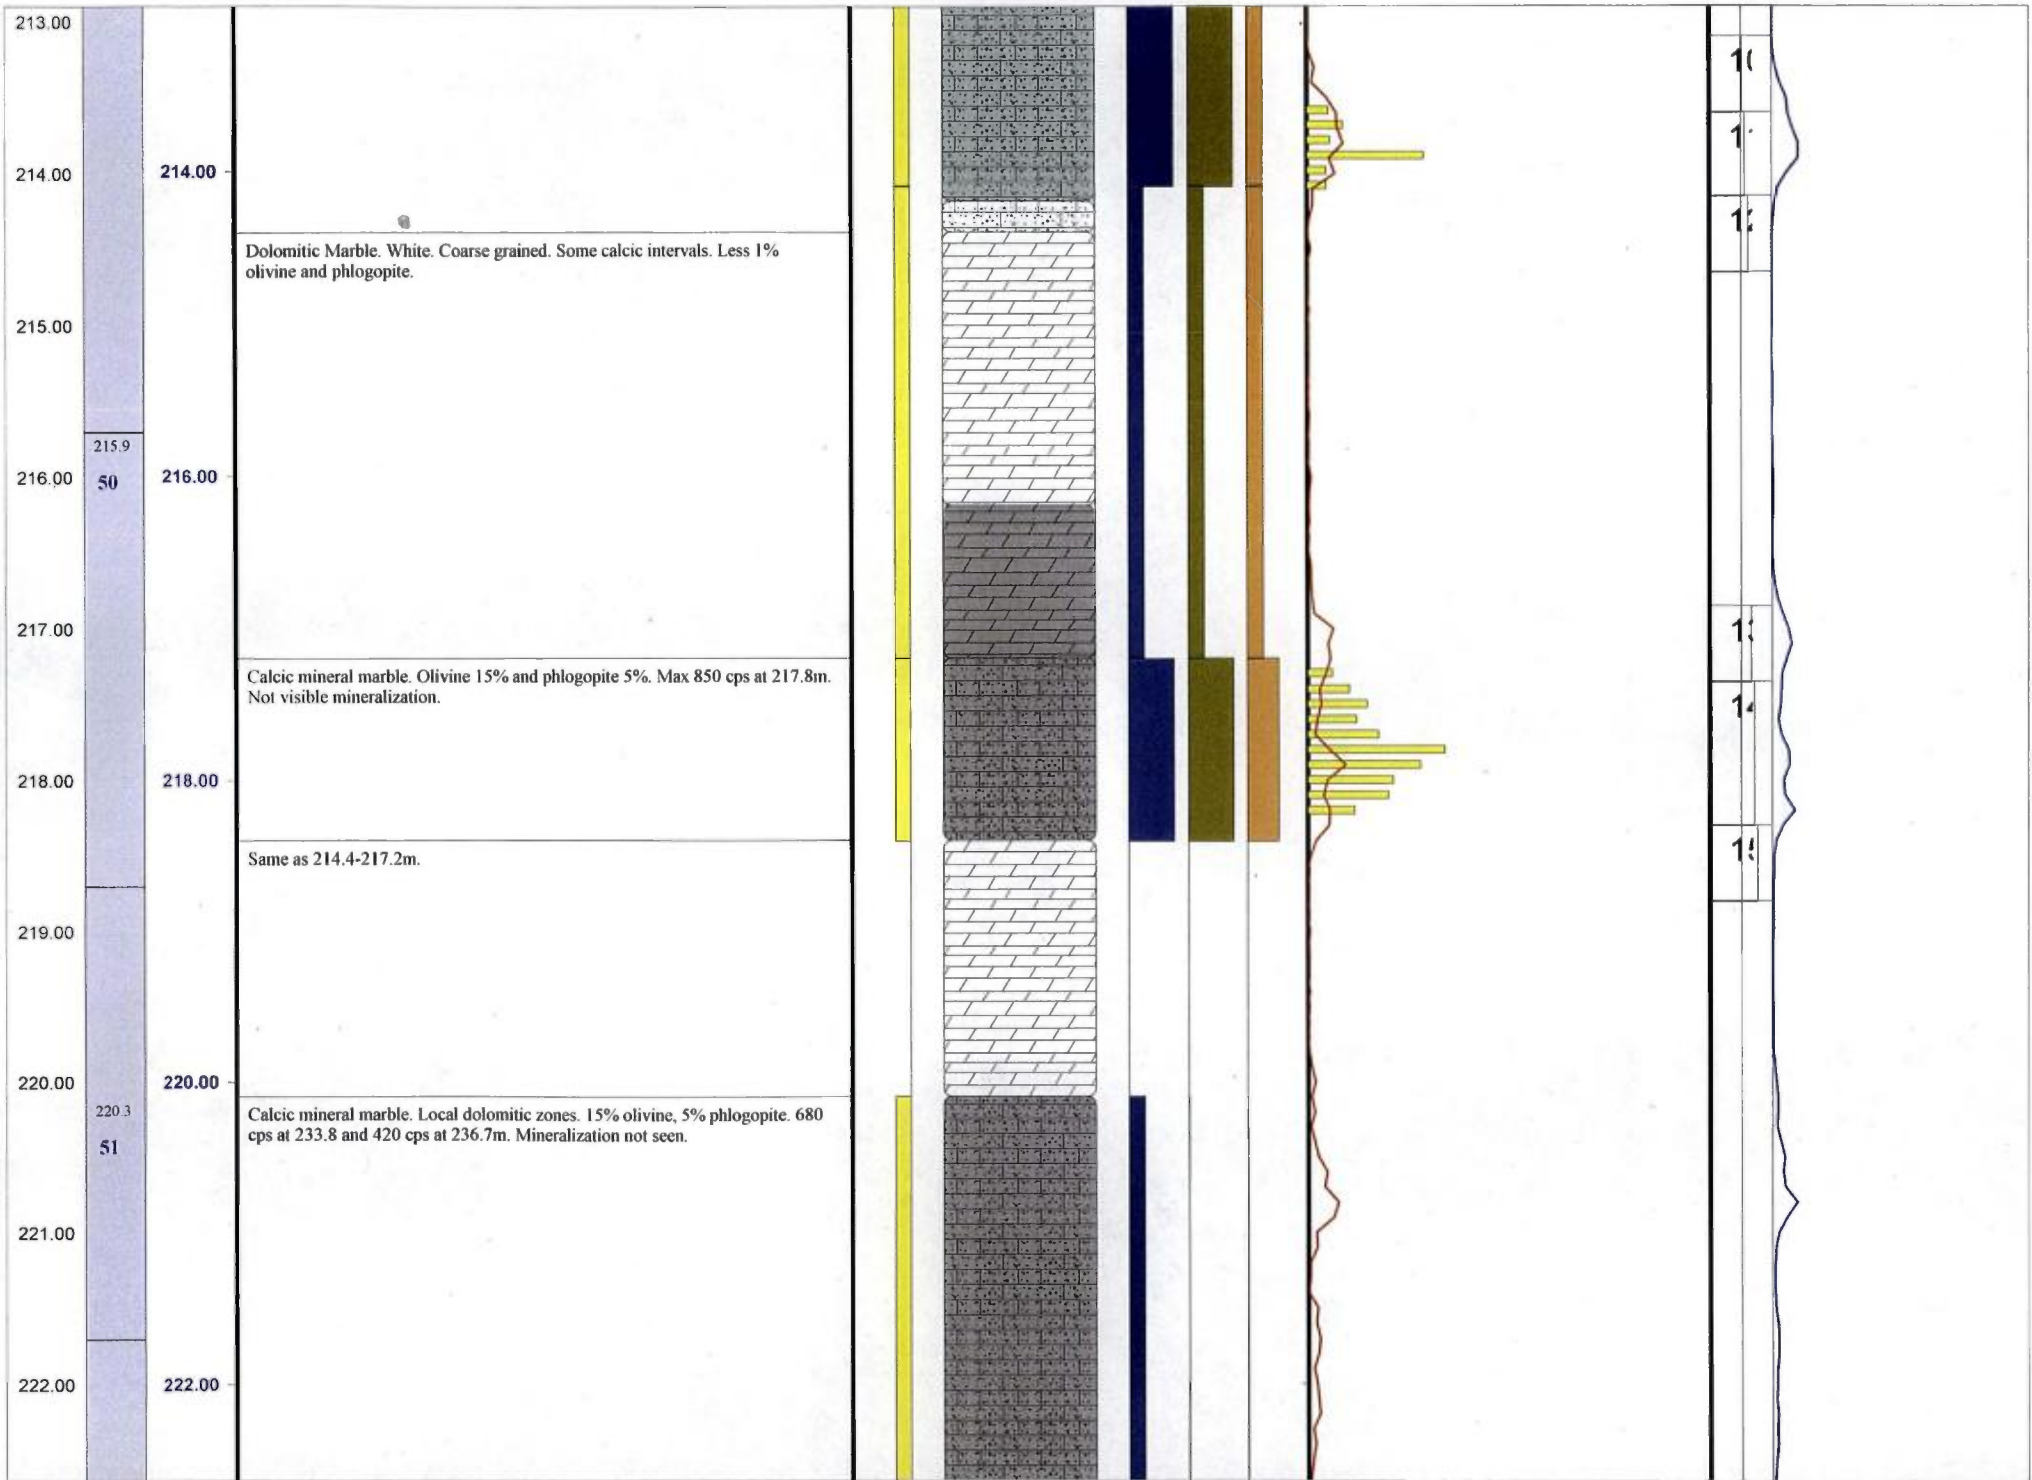 213.00
214.00
215.00
216.00
217.00
218.00
219.00
220.00
221.00
222.00
215.9
50
220.3
51
214.00
216.00
218.00
220.00
222.00
Dolomitic Marble. White. Coarse grained. Some calcic intervals. Less 1%
olivine and phlogopite.
Calcic mineral marble. Olivine 15% and phlogopite 5%. Max 850 cps at 217.8m.
Not visible mineralization.
Same as 214.4-217.2m.
Calcic mineral marble. Local dolomitic zones. 15% olivine, 5% phlogopite. 680
cps at 233.8 and 420 cps at 236.7m. Mineralization not seen.